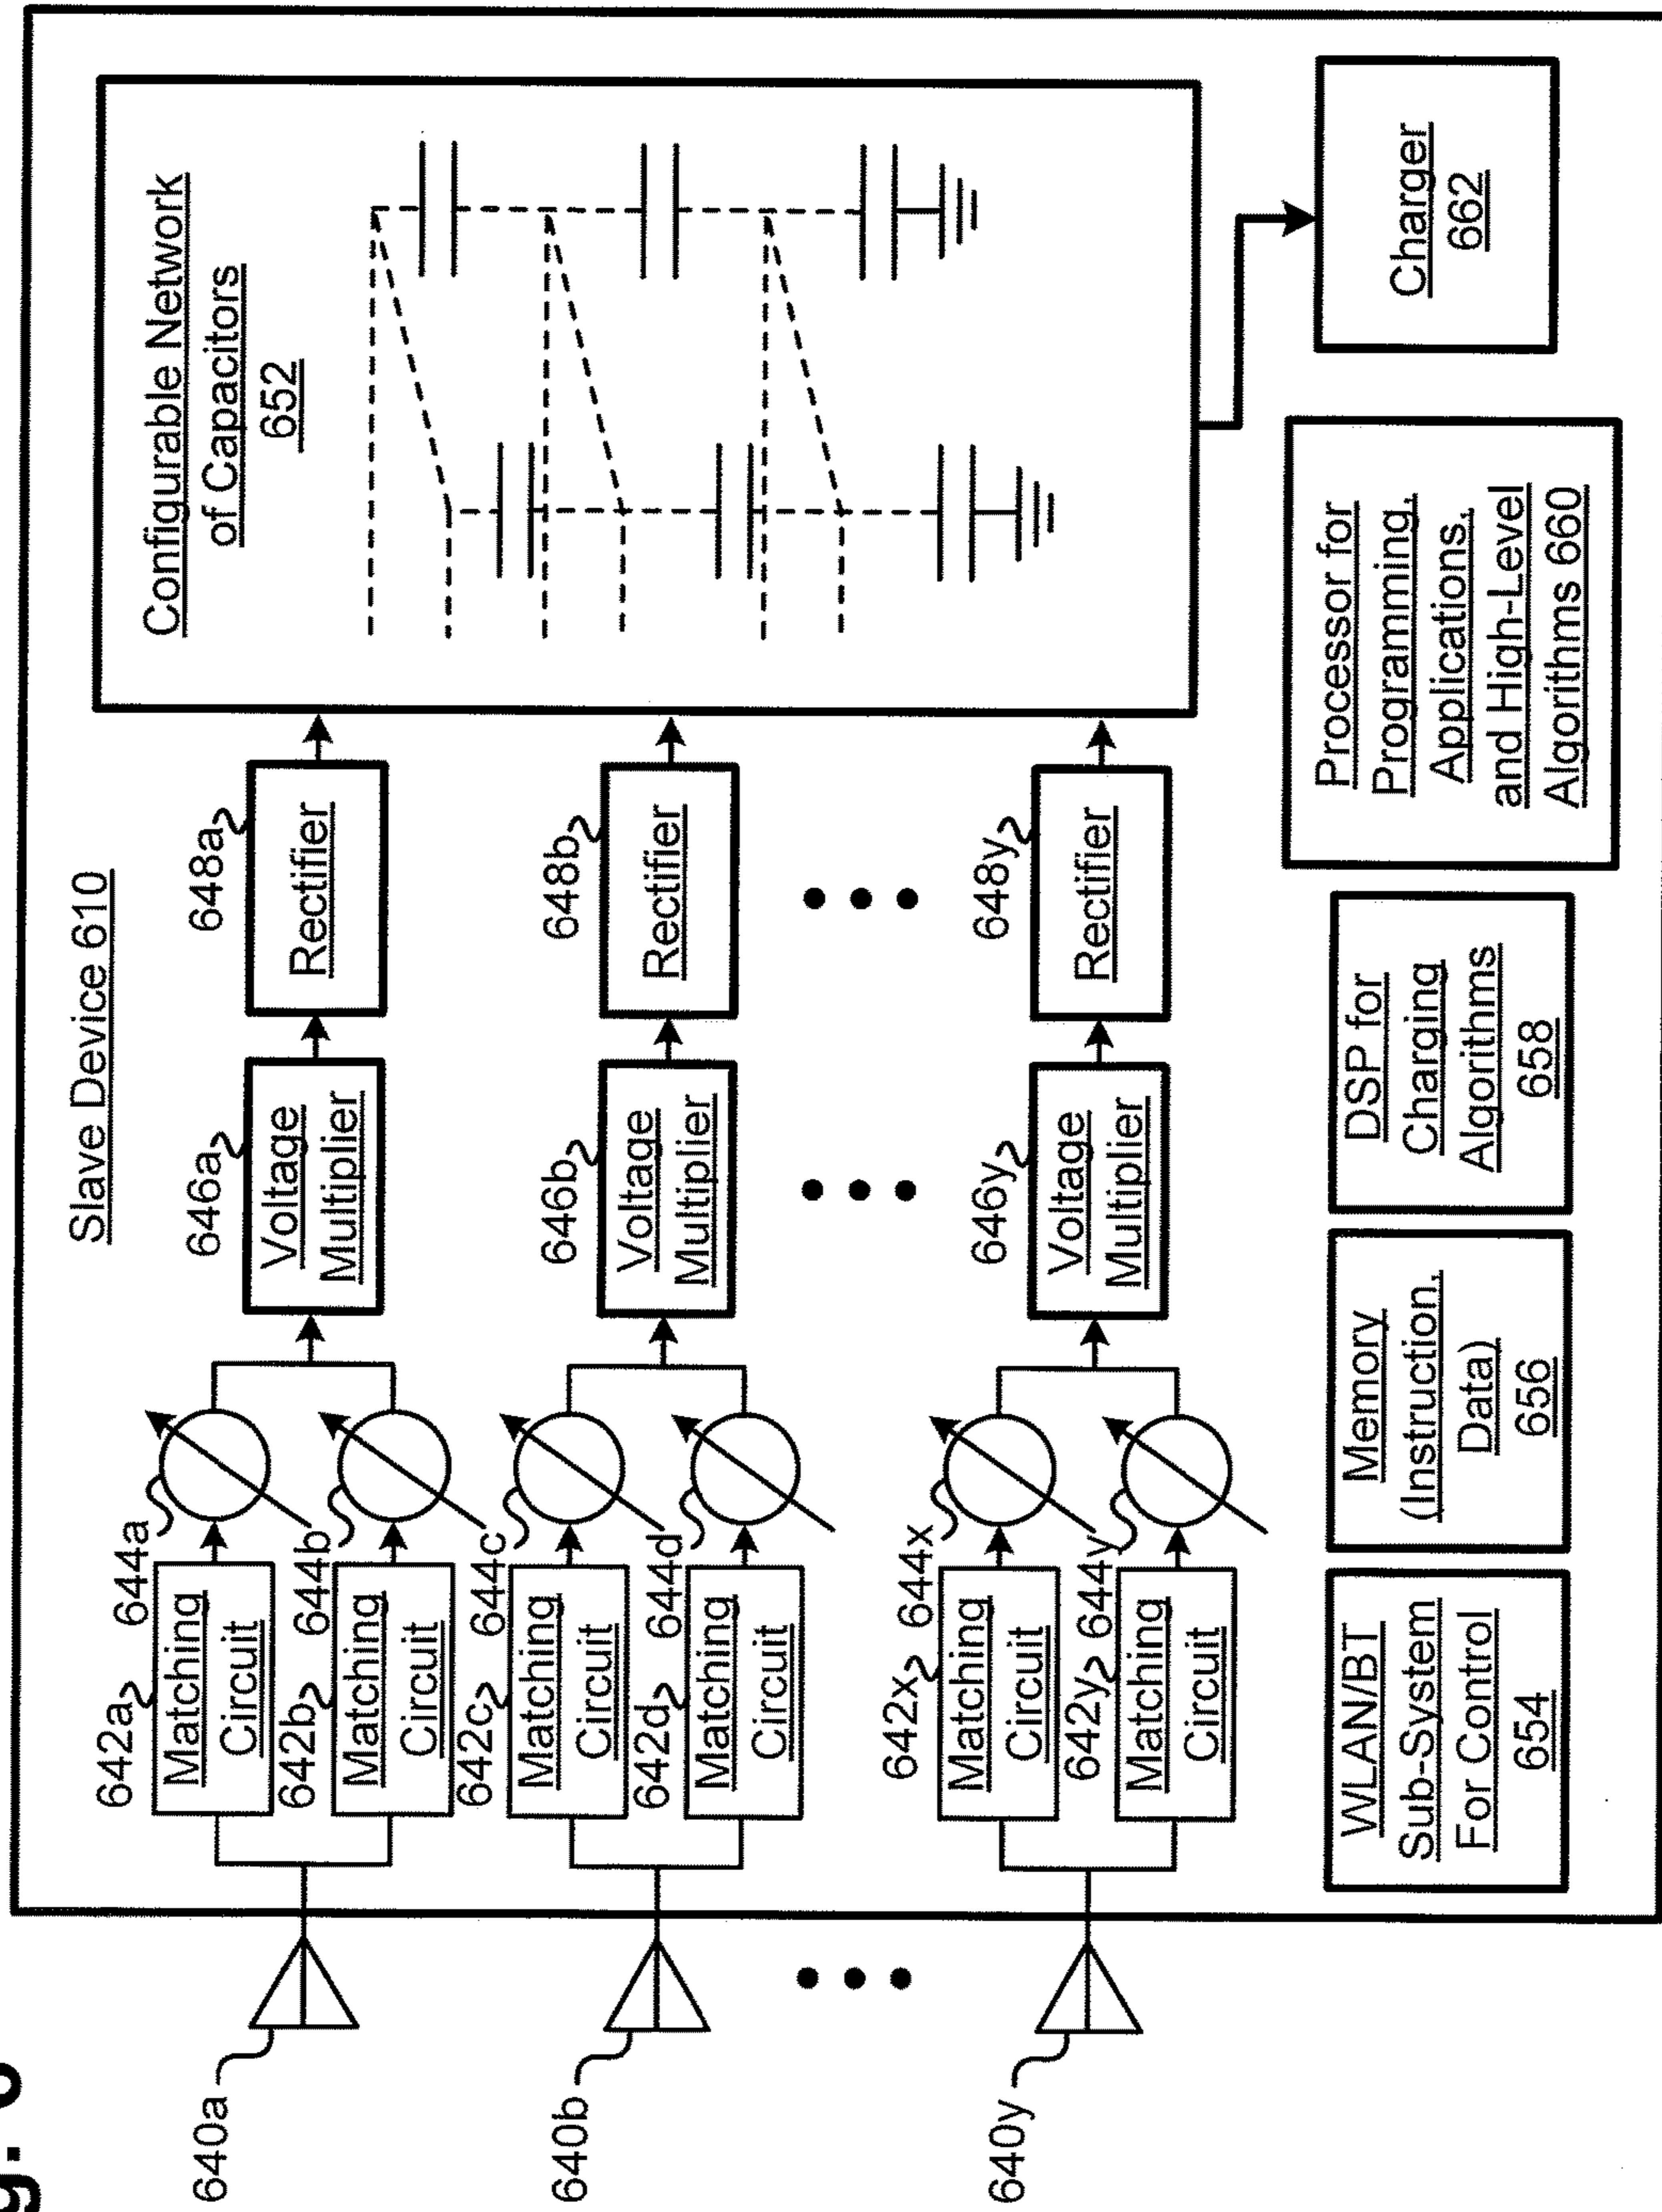 g. 6
Slave Device 610
640a
642a
Matching
Circuit
644a
642b
Matching
Circuit
644b
646a
Voltage
Multiplier
648a
Rectifier
640b
642c
Matching
Circuit
644c
642d
Matching
Circuit
644d
646b
Voltage
Multiplier
648b
Rectifier
640y
642x
Matching
Circuit
644x
642y
Matching
Circuit
644y
646y
Voltage
Multiplier
648y
Rectifier
Configurable Network
of Capacitors
652
WLAN/BT
Sub-System
For Control
654
Memory
(Instruction,
Data)
656
DSP for
Charging
Algorithms
658
Processor for
Programming,
Applications,
and High-Level
Algorithms 660
Charger
662